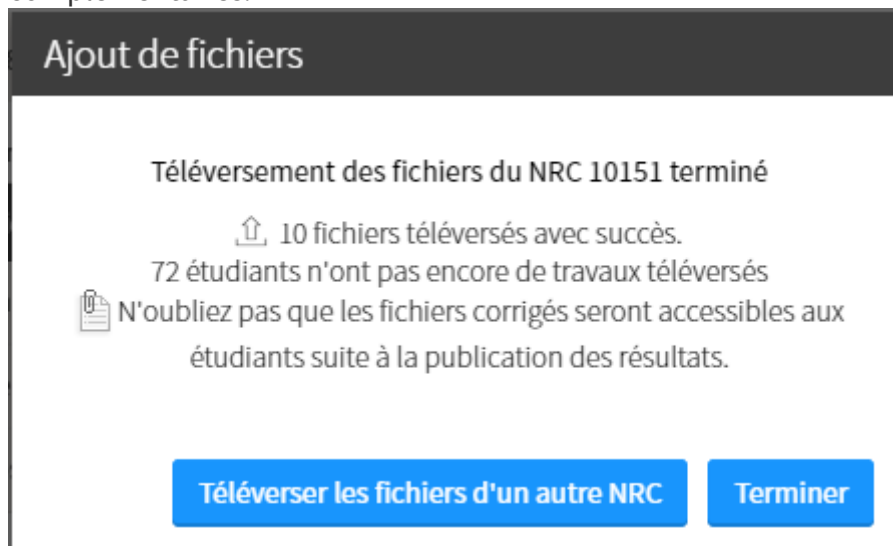 Ajout de fichiers
Téléversement des fichiers du NRC 10151 terminé
10 fichiers téléversés avec succès.
72 étudiants n'ont pas encore de travaux téléversés
N'oubliez pas que les fichiers corrigés seront accessibles aux
étudiants suite à la publication des résultats.
Téléverser les fichiers d'un autre NRC
Terminer